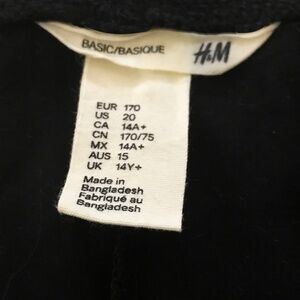 BASIC/BASIQUE
H&M
EUR 170
US 20
CA 14A+
CN 170/75
MX 14A+
AUS 15
UK 14Y+
Made in
Bangladesh
Fabriqué au
Bangladesh